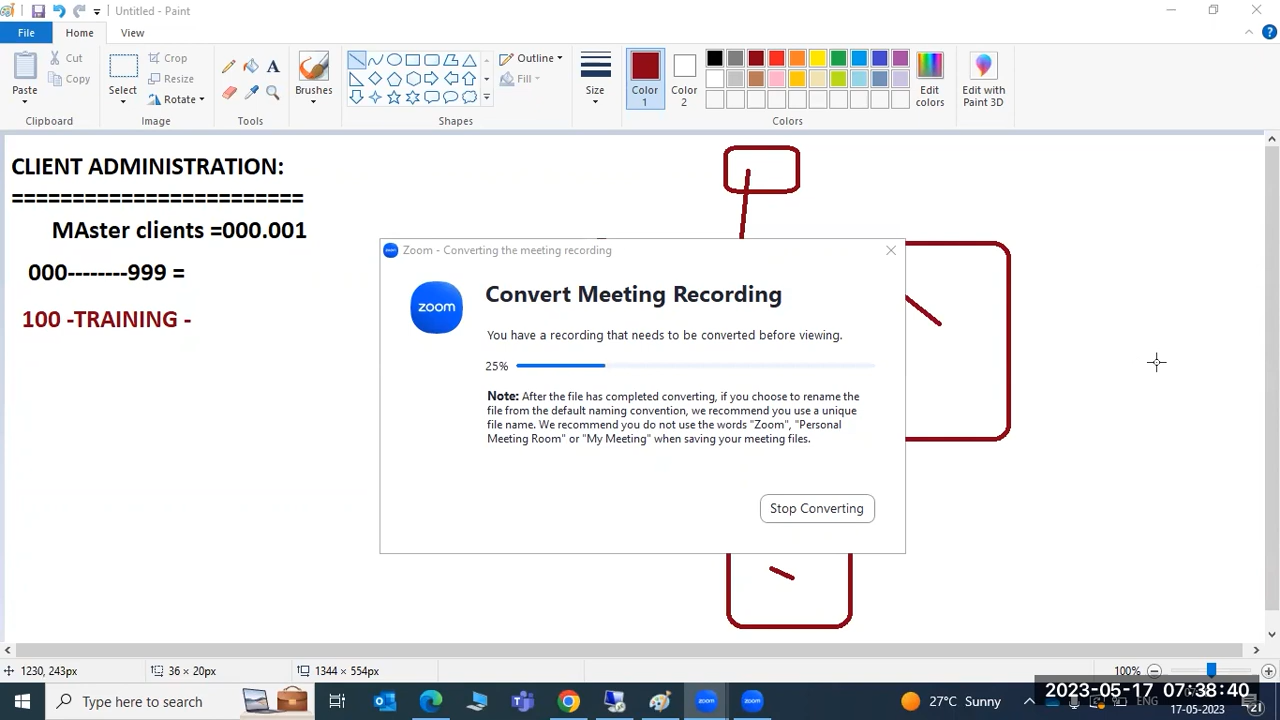 Untitled - Paint
File
Home
View
Paste
Cut
Copy
Clipboard
Select
Crop
Resize
Rotate
Image
Tools
Brushes
Shapes
Outline
Fill
Size
Color 1
Color 2
Edit colors
Colors
Edit with Paint 3D
CLIENT ADMINISTRATION:
========================
MAster clients =000.001
000--------999 =
100 -TRAINING -
Zoom - Converting the meeting recording
zoom
Convert Meeting Recording
You have a recording that needs to be converted before viewing.
25%
Note: After the file has completed converting, if you choose to rename the
file from the default naming convention, we recommend you use a unique
file name. We recommend you do not use the words "Zoom", "Personal
Meeting Room" or "My Meeting" when saving your meeting files.
Stop Converting
1230, 243px
36 × 20px
1344 × 554px
100%
Type here to search
27°C Sunny
ENG
2023-05-17 07:38:40
17-05-2023
21